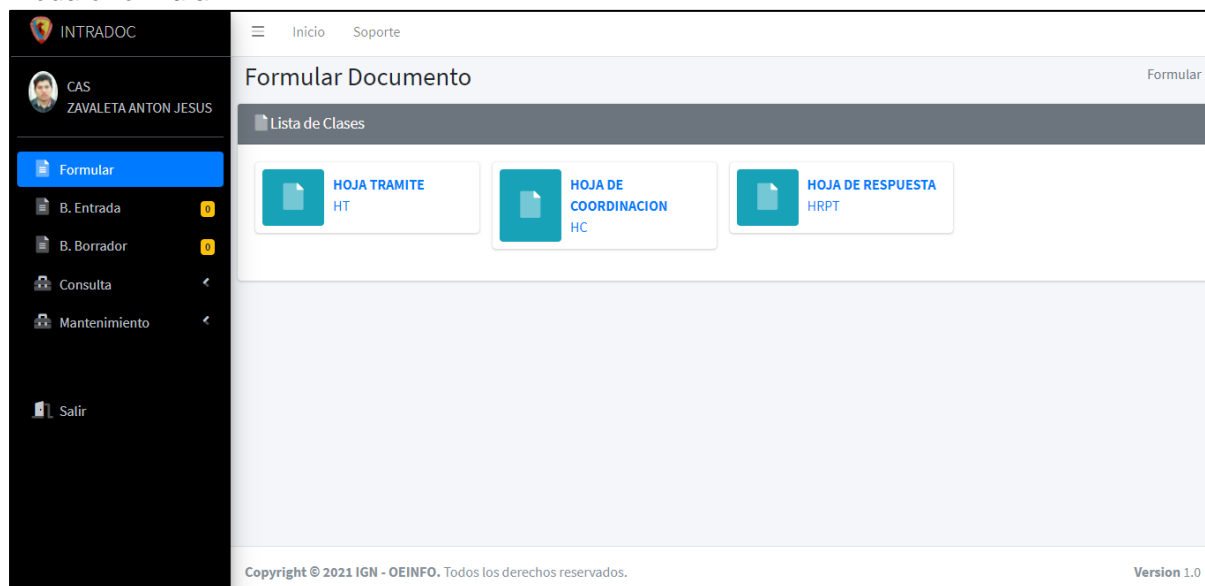 INTRADOC
Inicio Soporte
CAS
ZAVALETA ANTON JESUS
Formular
B. Entrada 0
B. Borrador 0
Consulta
Mantenimiento
Salir
Formular Documento
Formular
Lista de Clases
HOJA TRAMITE
HT
HOJA DE
COORDINACION
HC
HOJA DE RESPUESTA
HRPT
Copyright © 2021 IGN - OEINFO. Todos los derechos reservados.
Version 1.0